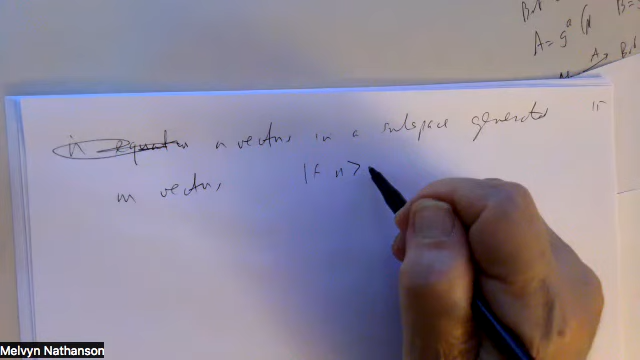 B =
A = g^a
A
n vectors in a subspace generated
m vectors If n >
Melvyn Nathanson